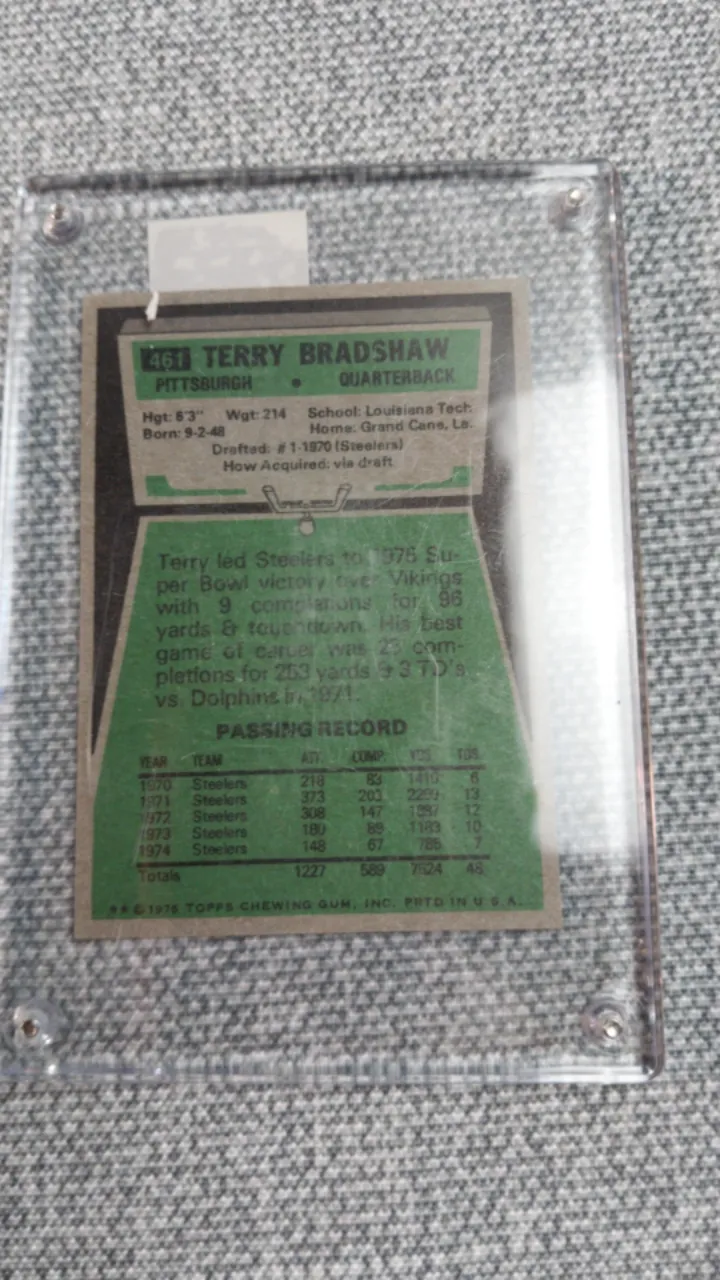 461 TERRY BRADSHAW
PITTSBURGH • QUARTERBACK
Hgt: 6'3" Wgt: 214 School: Louisiana Tech
Born: 9-2-48 Home: Grand Cane, La.
Drafted: #1-1970 (Steelers)
How Acquired: via draft
Terry led Steelers to 1975 Su-
per Bowl victory over Vikings
with 9 completions for 96
yards & touchdown. His best
game of career was 25 com-
pletions for 253 yards & 3 TD's
vs. Dolphins in 1971.
PASSING RECORD
YEAR TEAM ATT. COMP. YDS. TDS.
1970 Steelers 218 83 1410 6
1971 Steelers 373 203 2259 13
1972 Steelers 308 147 1887 12
1973 Steelers 180 89 1183 10
1974 Steelers 148 67 785 7
Totals 1227 589 7524 48
** © 1975 TOPPS CHEWING GUM, INC. PRTD IN U.S.A.